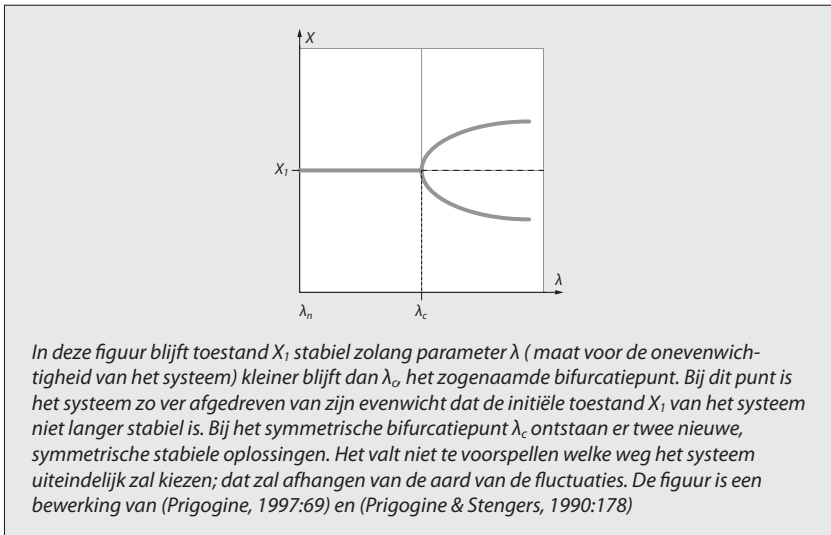 X
X₁
λ
λₙ λ꜀
In deze figuur blijft toestand X₁ stabiel zolang parameter λ ( maat voor de onevenwich-
tigheid van het systeem) kleiner blijft dan λ꜀, het zogenaamde bifurcatiepunt. Bij dit punt is
het systeem zo ver afgedreven van zijn evenwicht dat de initiële toestand X₁ van het systeem
niet langer stabiel is. Bij het symmetrische bifurcatiepunt λ꜀ ontstaan er twee nieuwe,
symmetrische stabiele oplossingen. Het valt niet te voorspellen welke weg het systeem
uiteindelijk zal kiezen; dat zal afhangen van de aard van de fluctuaties. De figuur is een
bewerking van (Prigogine, 1997:69) en (Prigogine & Stengers, 1990:178)